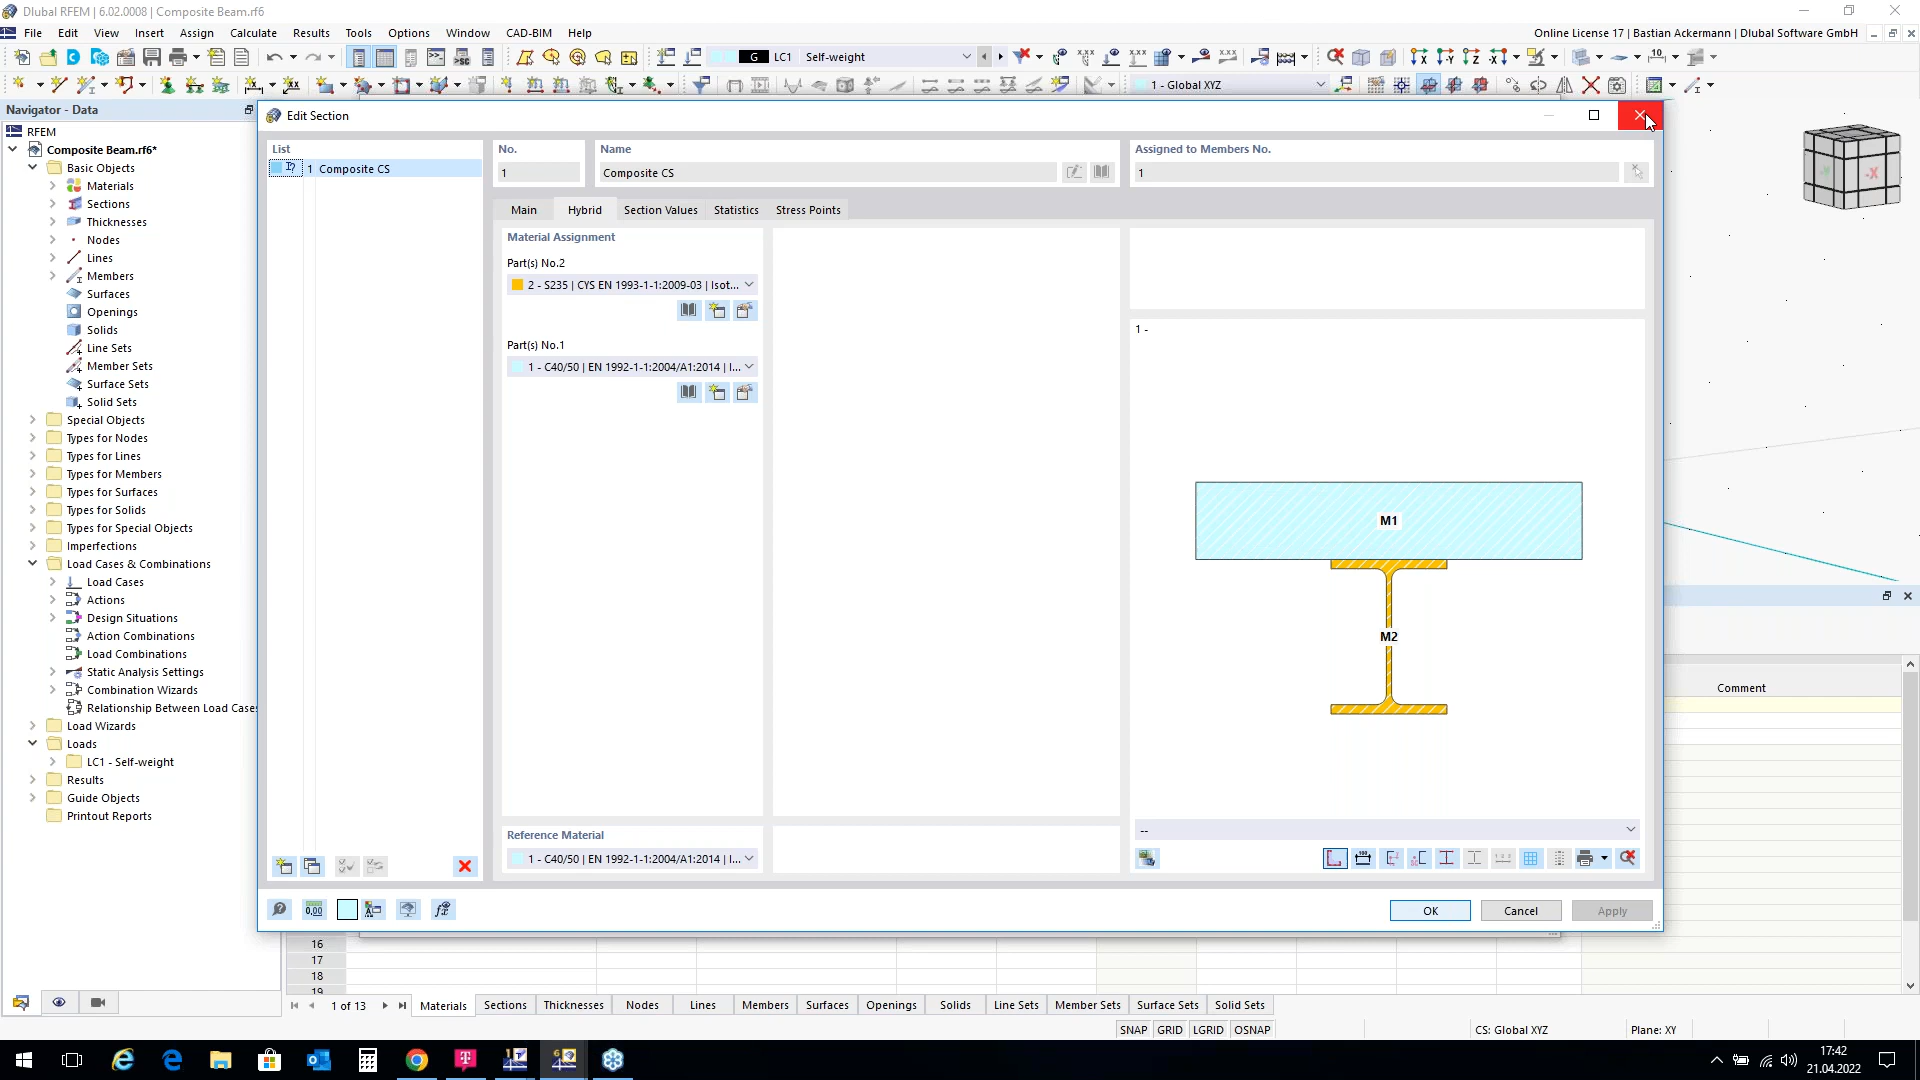 Dlubal RFEM | 6.02.0008 | Composite Beam.rf6
File Edit View Insert Assign Calculate Results Tools Options Window CAD-BIM Help
Online License 17 | Bastian Ackermann | Dlubal Software GmbH
G LC1 Self-weight
1 - Global XYZ
Navigator - Data
RFEM
Composite Beam.rf6*
Basic Objects
Materials
Sections
Thicknesses
Nodes
Lines
Members
Surfaces
Openings
Solids
Line Sets
Member Sets
Surface Sets
Solid Sets
Special Objects
Types for Nodes
Types for Lines
Types for Members
Types for Surfaces
Types for Solids
Types for Special Objects
Imperfections
Load Cases & Combinations
Load Cases
Actions
Design Situations
Action Combinations
Load Combinations
Static Analysis Settings
Combination Wizards
Relationship Between Load Cases
Load Wizards
Loads
LC1 - Self-weight
Results
Guide Objects
Printout Reports
Edit Section
List
1 Composite CS
No.
1
Name
Composite CS
Assigned to Members No.
1
Main Hybrid Section Values Statistics Stress Points
Material Assignment
Part(s) No.2
2 - S235 | CYS EN 1993-1-1:2009-03 | Isot...
Part(s) No.1
1 - C40/50 | EN 1992-1-1:2004/A1:2014 | I...
Reference Material
1 - C40/50 | EN 1992-1-1:2004/A1:2014 | I...
1 -
M1
M2
--
OK Cancel Apply
Comment
16
17
18
19
1 of 13
Materials Sections Thicknesses Nodes Lines Members Surfaces Openings Solids Line Sets Member Sets Surface Sets Solid Sets
SNAP GRID LGRID OSNAP
CS: Global XYZ
Plane: XY
17:42
21.04.2022